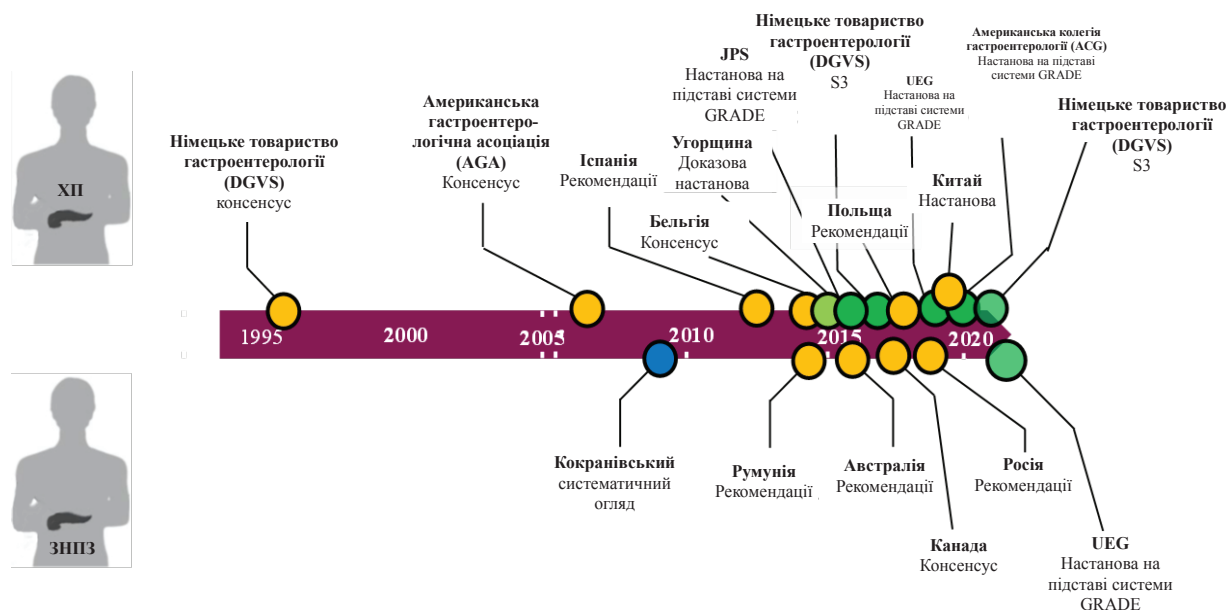 ХП
Німецьке товариство
гастроентерології
(DGVS)
консенсус
Американська
гастроентеро-
логічна асоціація
(AGA)
Консенсус
Іспанія
Рекомендації
Бельгія
Консенсус
Угорщина
Доказова
настанова
JPS
Настанова на
підставі системи
GRADE
Німецьке товариство
гастроентерології
(DGVS)
S3
Польща
Рекомендації
UEG
Настанова на
підставі системи
GRADE
Китай
Настанова
Американська колегія
гастроентерології (ACG)
Настанова на підставі
системи GRADE
Німецьке товариство
гастроентерології
(DGVS)
S3
1995
2000
2005
2010
2015
2020
ЗНПЗ
Кокранівський
систематичний
огляд
Румунія
Рекомендації
Австралія
Рекомендації
Канада
Консенсус
Росія
Рекомендації
UEG
Настанова на
підставі системи
GRADE